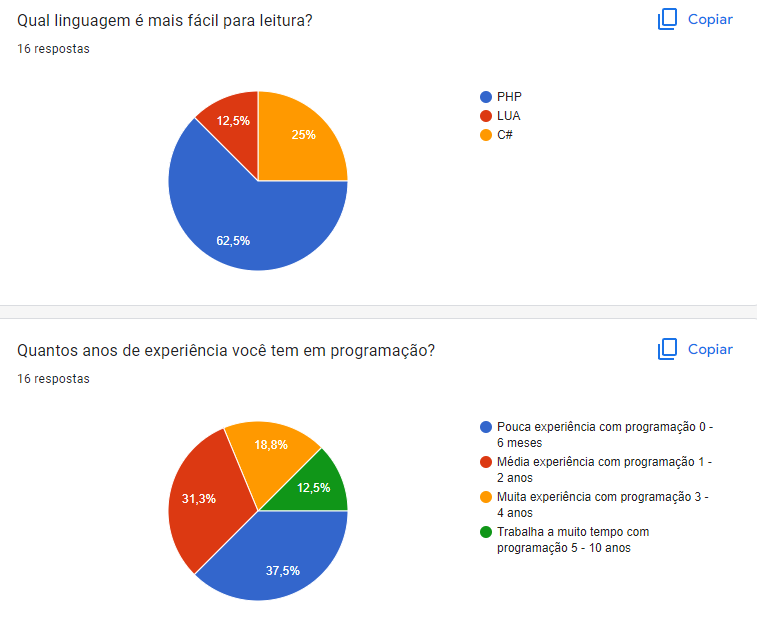 Qual linguagem é mais fácil para leitura?
Copiar
16 respostas
PHP
LUA
C#
12,5%
25%
62,5%
Quantos anos de experiência você tem em programação?
Copiar
16 respostas
Pouca experiência com programação 0 -
6 meses
Média experiência com programação 1 -
2 anos
Muita experiência com programação 3 -
4 anos
Trabalha a muito tempo com
programação 5 - 10 anos
18,8%
12,5%
31,3%
37,5%